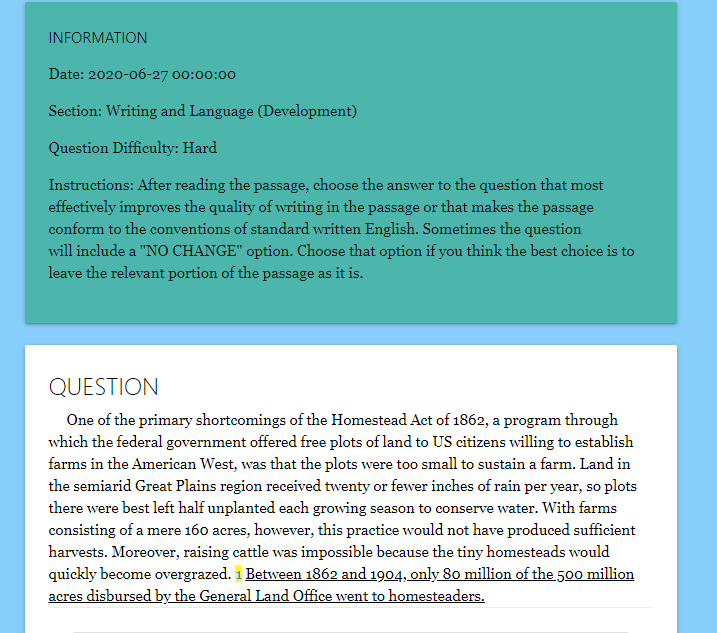 INFORMATION
Date: 2020-06-27 00:00:00
Section: Writing and Language (Development)
Question Difficulty: Hard
Instructions: After reading the passage, choose the answer to the question that most
effectively improves the quality of writing in the passage or that makes the passage
conform to the conventions of standard written English. Sometimes the question
will include a "NO CHANGE" option. Choose that option if you think the best choice is to
leave the relevant portion of the passage as it is.
QUESTION
One of the primary shortcomings of the Homestead Act of 1862, a program through
which the federal government offered free plots of land to US citizens willing to establish
farms in the American West, was that the plots were too small to sustain a farm. Land in
the semiarid Great Plains region received twenty or fewer inches of rain per year, so plots
there were best left half unplanted each growing season to conserve water. With farms
consisting of a mere 160 acres, however, this practice would not have produced sufficient
harvests. Moreover, raising cattle was impossible because the tiny homesteads would
quickly become overgrazed. 1 Between 1862 and 1904, only 80 million of the 500 million
acres disbursed by the General Land Office went to homesteaders.